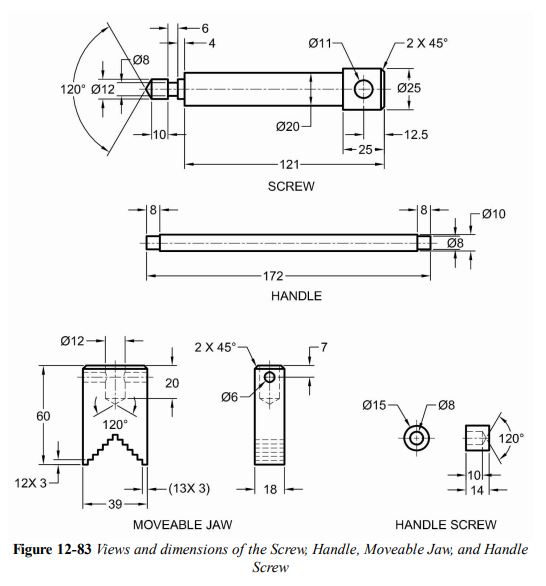 6
4
Ø8
Ø11
2 X 45°
120°
Ø12
Ø25
10
Ø20
25
12.5
121
SCREW
8
8
Ø10
Ø8
172
HANDLE
Ø12
2 X 45°
7
20
60
Ø6
120°
Ø15
Ø8
120°
12X 3
(13X 3)
18
10
39
14
MOVEABLE JAW
HANDLE SCREW
Figure 12-83 Views and dimensions of the Screw, Handle, Moveable Jaw, and Handle
Screw